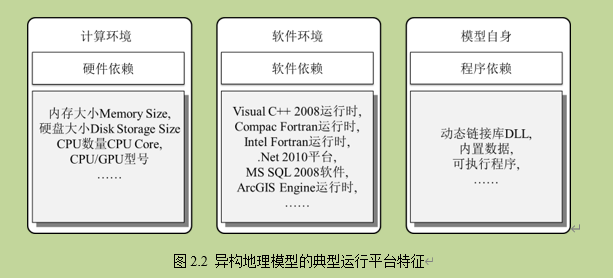 计算环境
硬件依赖
内存大小Memory Size,
硬盘大小Disk Storage Size
CPU数量CPU Core,
CPU/GPU型号
……
软件环境
软件依赖
Visual C++ 2008运行时,
Compac Fortran运行时,
Intel Fortran运行时,
.Net 2010平台,
MS SQL 2008软件,
ArcGIS Engine运行时,
……
模型自身
程序依赖
动态链接库DLL,
内置数据,
可执行程序,
……
图 2.2 异构地理模型的典型运行平台特征